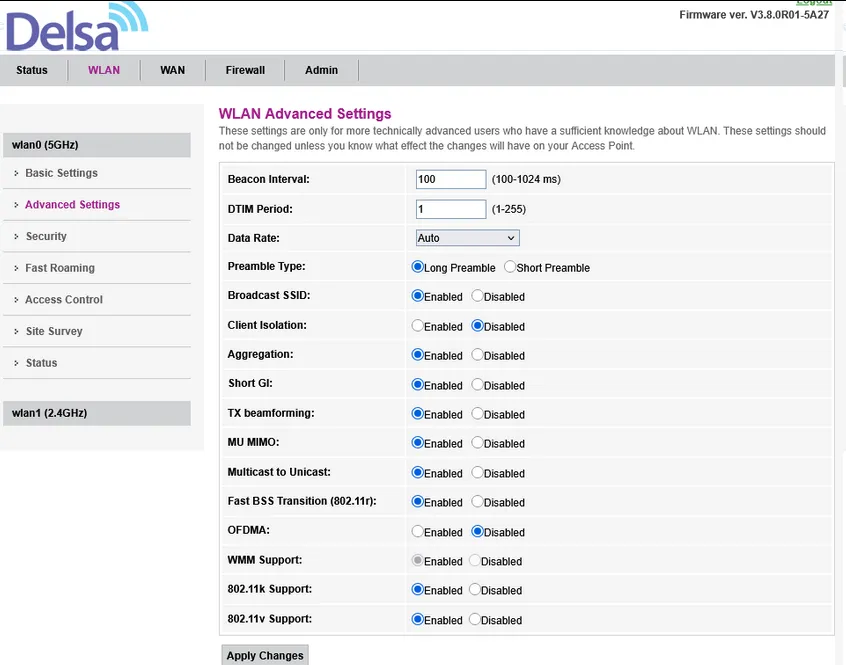 Logout
Delsa
Firmware ver. V3.8.0R01-5A27
Status WLAN WAN Firewall Admin
wlan0 (5GHz)
> Basic Settings
> Advanced Settings
> Security
> Fast Roaming
> Access Control
> Site Survey
> Status
wlan1 (2.4GHz)
WLAN Advanced Settings
These settings are only for more technically advanced users who have a sufficient knowledge about WLAN. These settings should
not be changed unless you know what effect the changes will have on your Access Point.
Beacon Interval: 100 (100-1024 ms)
DTIM Period: 1 (1-255)
Data Rate: Auto
Preamble Type: Long Preamble Short Preamble
Broadcast SSID: Enabled Disabled
Client Isolation: Enabled Disabled
Aggregation: Enabled Disabled
Short GI: Enabled Disabled
TX beamforming: Enabled Disabled
MU MIMO: Enabled Disabled
Multicast to Unicast: Enabled Disabled
Fast BSS Transition (802.11r): Enabled Disabled
OFDMA: Enabled Disabled
WMM Support: Enabled Disabled
802.11k Support: Enabled Disabled
802.11v Support: Enabled Disabled
Apply Changes